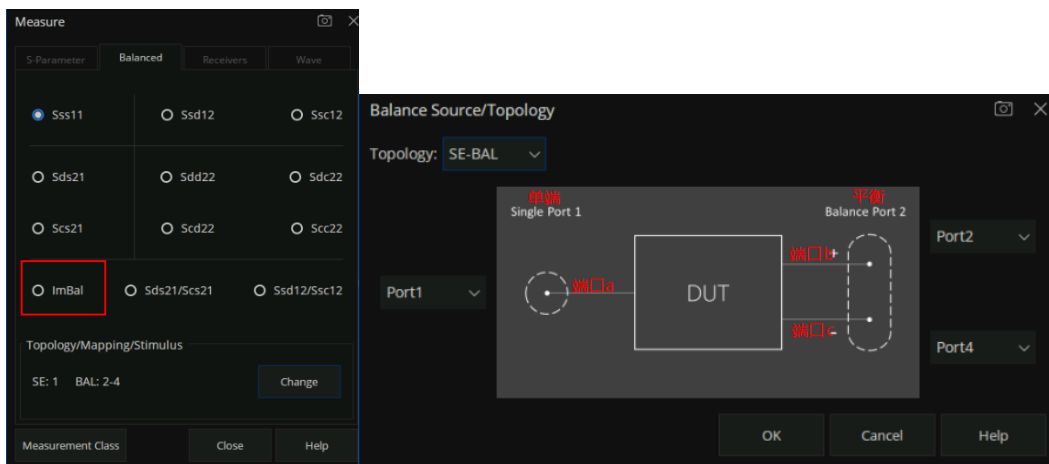 Measure
S-Parameter Balanced Receivers Wave
Sss11 Ssd12 Ssc12
Sds21 Sdd22 Sdc22
Scs21 Scd22 Scc22
ImBal Sds21/Scs21 Ssd12/Ssc12
Topology/Mapping/Stimulus
SE: 1 BAL: 2-4 Change
Measurement Class Close Help
Balance Source/Topology
Topology: SE-BAL
单端 平衡
Single Port 1 Balance Port 2
端口b + Port2
Port1 端口a DUT
端口c - Port4
OK Cancel Help